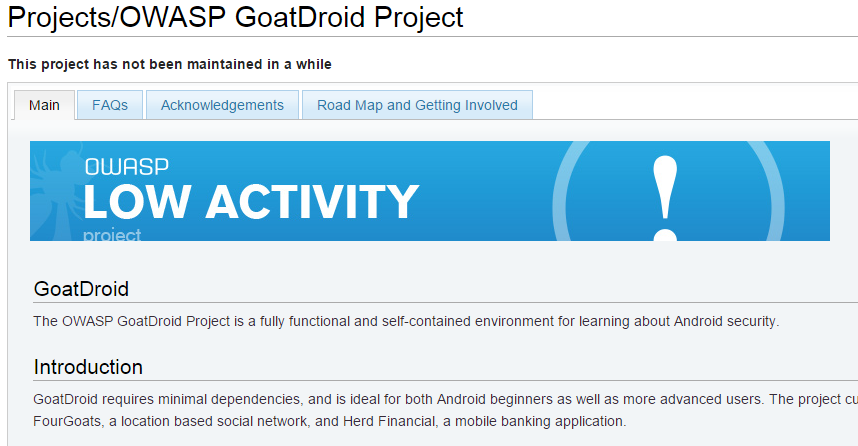 Projects/OWASP GoatDroid Project
This project has not been maintained in a while
Main
FAQs
Acknowledgements
Road Map and Getting Involved
OWASP
LOW ACTIVITY
project
!
GoatDroid
The OWASP GoatDroid Project is a fully functional and self-contained environment for learning about Android security.
Introduction
GoatDroid requires minimal dependencies, and is ideal for both Android beginners as well as more advanced users. The project cu
FourGoats, a location based social network, and Herd Financial, a mobile banking application.